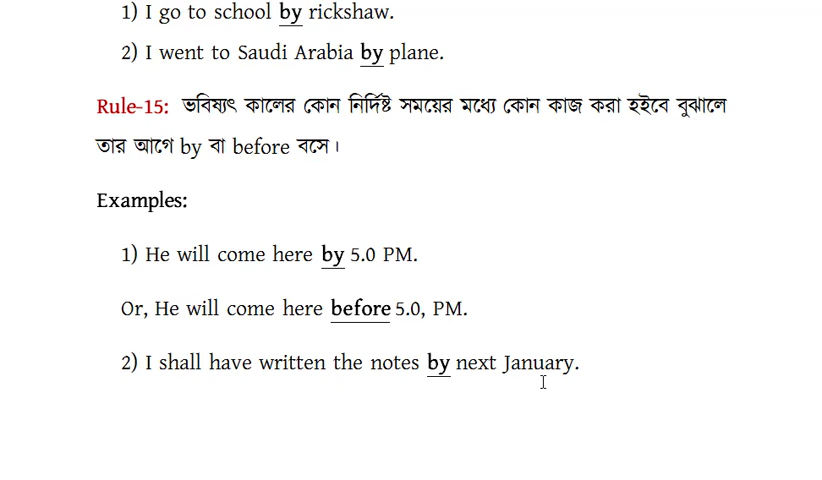 1) I go to school by rickshaw.
2) I went to Saudi Arabia by plane.
Rule-15: ভবিষ্যৎ কালের কোন নির্দিষ্ট সময়ের মধ্যে কোন কাজ করা হইবে বুঝালে
তার আগে by বা before বসে।
Examples:
1) He will come here by 5.0 PM.
Or, He will come here before 5.0, PM.
2) I shall have written the notes by next January.